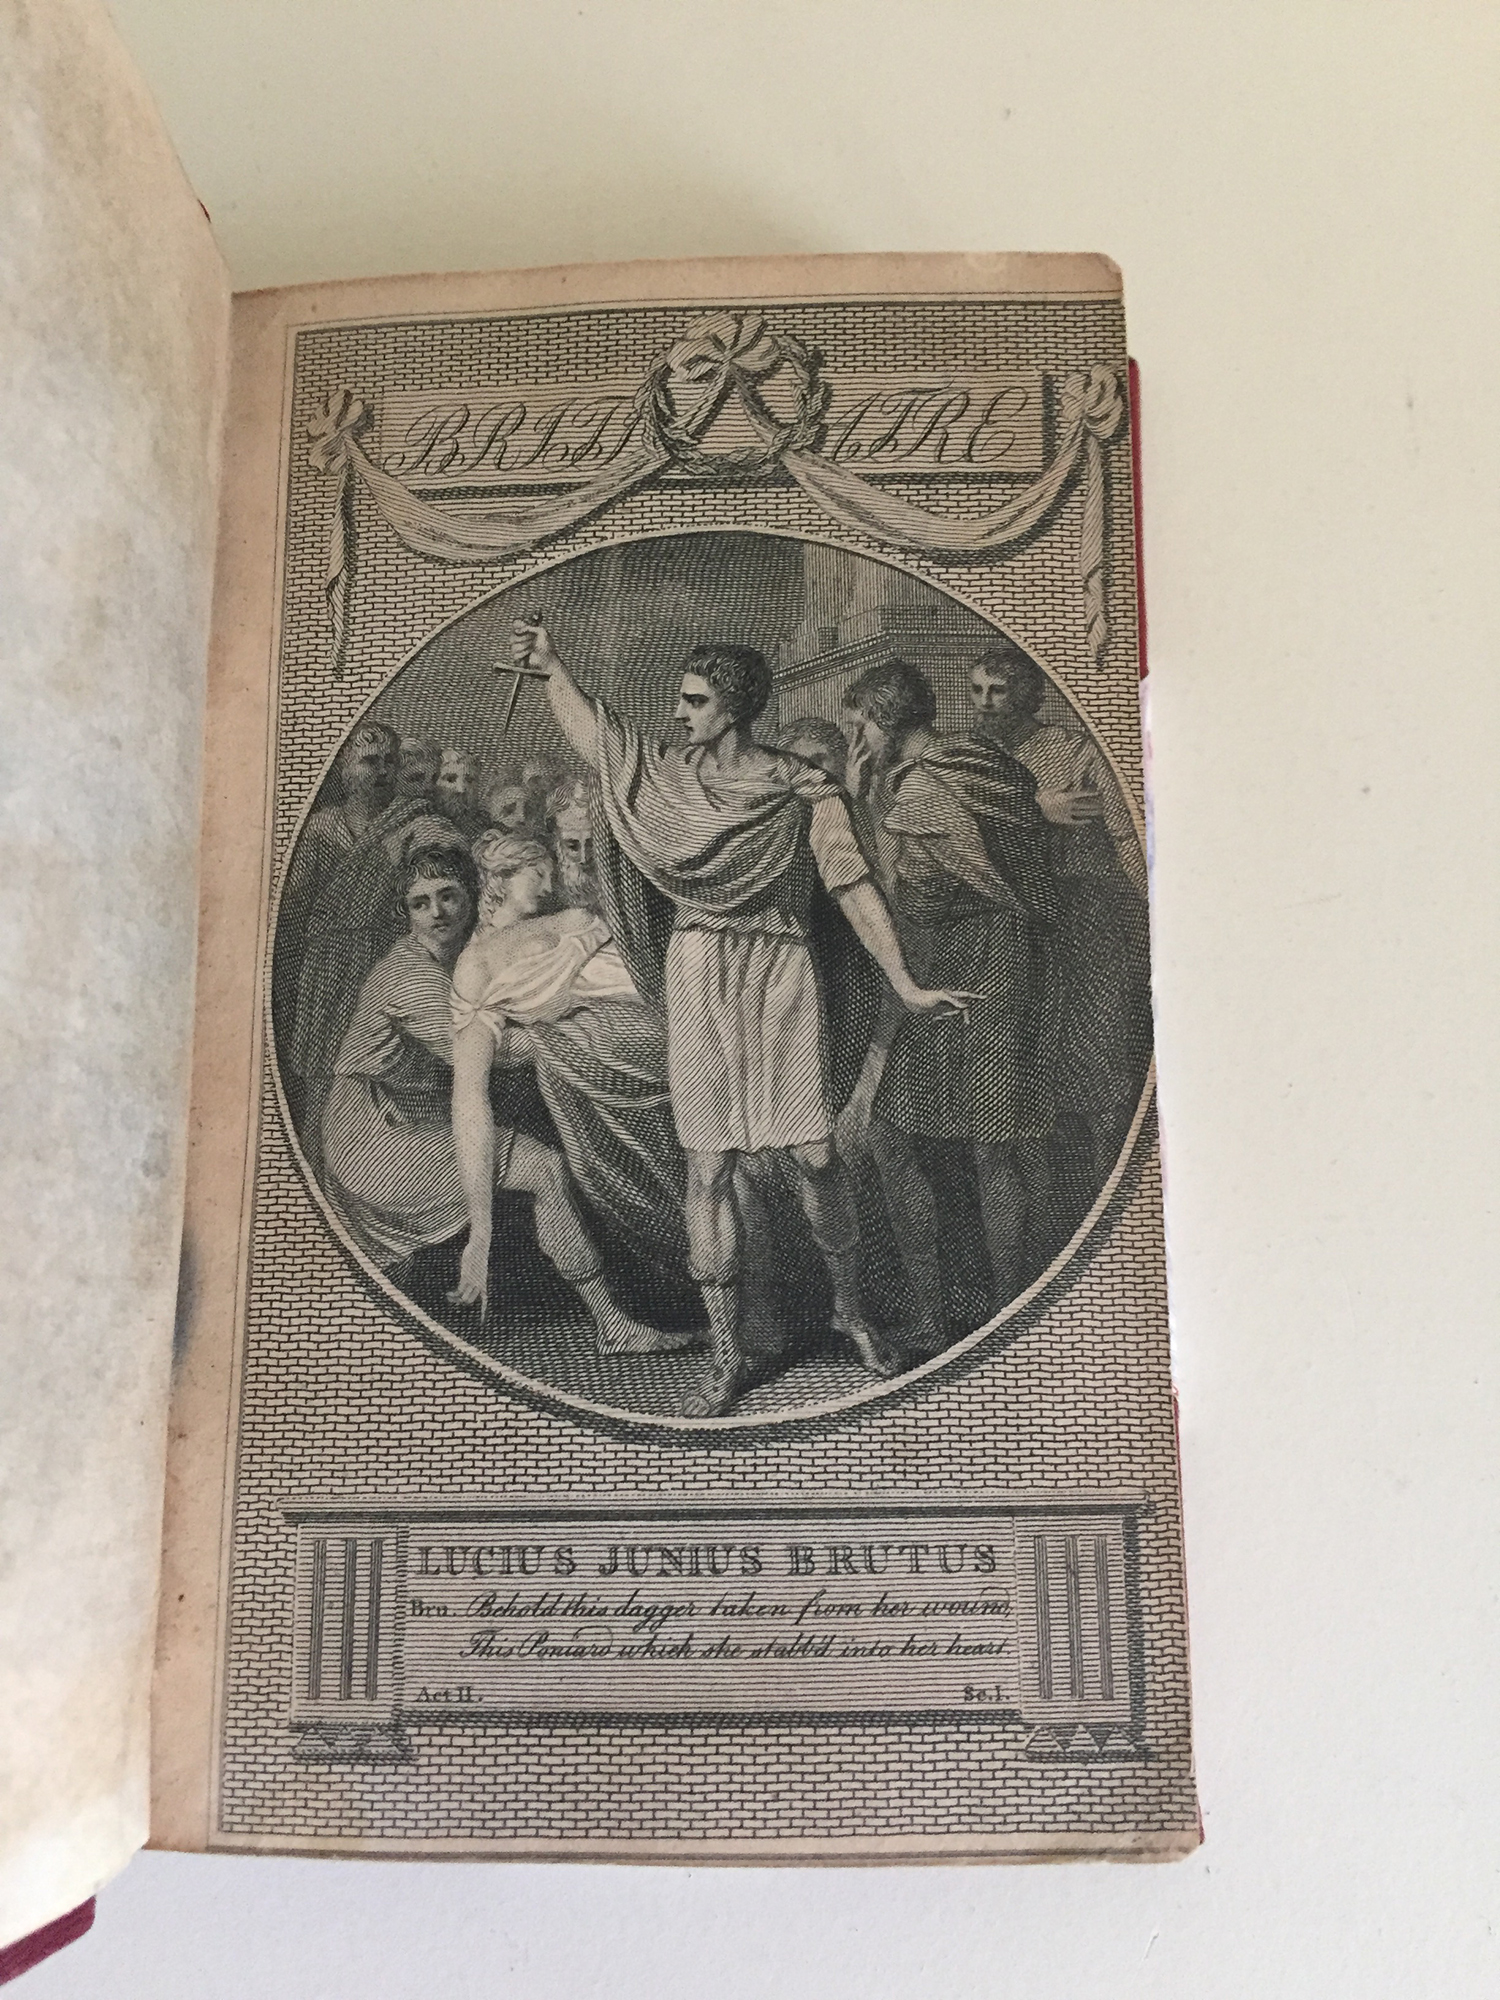 BRITI ATRE
LUCIUS JUNIUS BRUTUS
Bru. Behold this dagger taken from her wound,
This Poniard which she stabb'd into her heart
Act II. Sc. I.